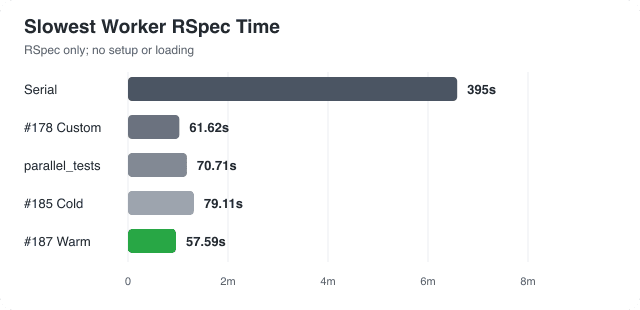 Slowest Worker RSpec Time
RSpec only; no setup or loading
Serial 395s
#178 Custom 61.62s
parallel_tests 70.71s
#185 Cold 79.11s
#187 Warm 57.59s
0 2m 4m 6m 8m